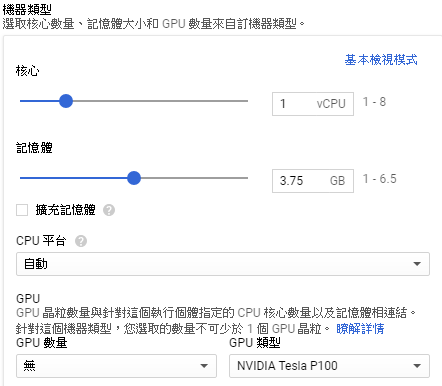 機器類型
選取核心數量、記憶體大小和 GPU 數量來自訂機器類型。
基本檢視模式
核心
1 vCPU 1 - 8
記憶體
3.75 GB 1 - 6.5
擴充記憶體 ?
CPU 平台 ?
自動
GPU
GPU 晶粒數量與針對這個執行個體指定的 CPU 核心數量以及記憶體相連結。
針對這個機器類型，您選取的數量不可少於 1 個 GPU 晶粒。 瞭解詳情
GPU 數量 GPU 類型
無 NVIDIA Tesla P100